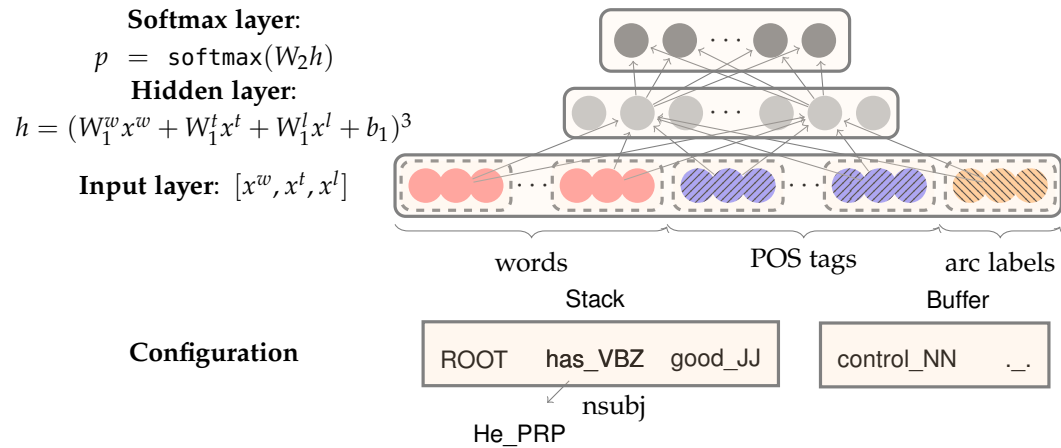 Softmax layer:
p = softmax(W₂h)
Hidden layer:
h = (W₁ʷxʷ + W₁ᵗxᵗ + W₁ˡxˡ + b₁)³
Input layer: [xʷ, xᵗ, xˡ]
···
···
··· ···
words POS tags arc labels
Stack Buffer
Configuration
ROOT has_VBZ good_JJ control_NN ._.
nsubj
He_PRP